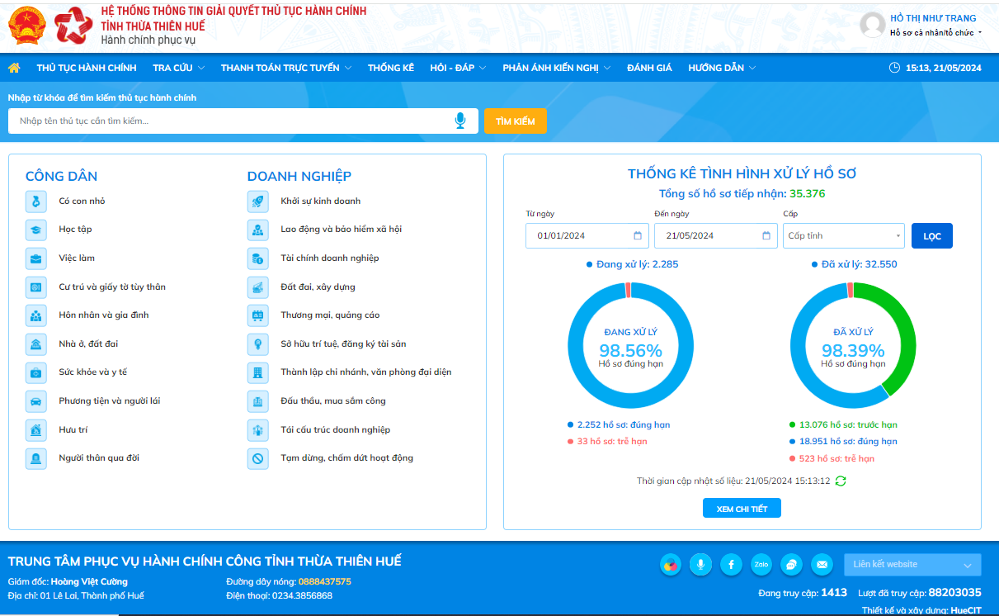 HỆ THỐNG THÔNG TIN GIẢI QUYẾT THỦ TỤC HÀNH CHÍNH
TỈNH THỪA THIÊN HUẾ
Hành chính phục vụ
HỒ THỊ NHƯ TRANG
Hồ sơ cá nhân/tổ chức
THỦ TỤC HÀNH CHÍNH TRA CỨU THANH TOÁN TRỰC TUYẾN THỐNG KÊ HỎI - ĐÁP PHẢN ÁNH KIẾN NGHỊ ĐÁNH GIÁ HƯỚNG DẪN 15:13, 21/05/2024
Nhập từ khóa để tìm kiếm thủ tục hành chính
Nhập tên thủ tục cần tìm kiếm... TÌM KIẾM
CÔNG DÂN
Có con nhỏ
Học tập
Việc làm
Cư trú và giấy tờ tùy thân
Hôn nhân và gia đình
Nhà ở, đất đai
Sức khỏe và y tế
Phương tiện và người lái
Hưu trí
Người thân qua đời
DOANH NGHIỆP
Khởi sự kinh doanh
Lao động và bảo hiểm xã hội
Tài chính doanh nghiệp
Đất đai, xây dựng
Thương mại, quảng cáo
Sở hữu trí tuệ, đăng ký tài sản
Thành lập chi nhánh, văn phòng đại diện
Đấu thầu, mua sắm công
Tái cấu trúc doanh nghiệp
Tạm dừng, chấm dứt hoạt động
THỐNG KÊ TÌNH HÌNH XỬ LÝ HỒ SƠ
Tổng số hồ sơ tiếp nhận: 35.376
Từ ngày Đến ngày Cấp
01/01/2024 21/05/2024 Cấp tỉnh LỌC
Đang xử lý: 2.285
ĐANG XỬ LÝ
98.56%
Hồ sơ đúng hạn
2.252 hồ sơ: đúng hạn
33 hồ sơ: trễ hạn
Đã xử lý: 32.550
ĐÃ XỬ LÝ
98.39%
Hồ sơ đúng hạn
13.076 hồ sơ: trước hạn
18.951 hồ sơ: đúng hạn
523 hồ sơ: trễ hạn
Thời gian cập nhật số liệu: 21/05/2024 15:13:12
XEM CHI TIẾT
TRUNG TÂM PHỤC VỤ HÀNH CHÍNH CÔNG TỈNH THỪA THIÊN HUẾ
Giám đốc: Hoàng Việt Cường Đường dây nóng: 0888437575
Địa chỉ: 01 Lê Lai, Thành phố Huế Điện thoại: 0234.3856868
Zalo Liên kết website
Đang truy cập: 1413 Lượt đã truy cập: 88203035
Thiết kế và xây dựng: HueCIT